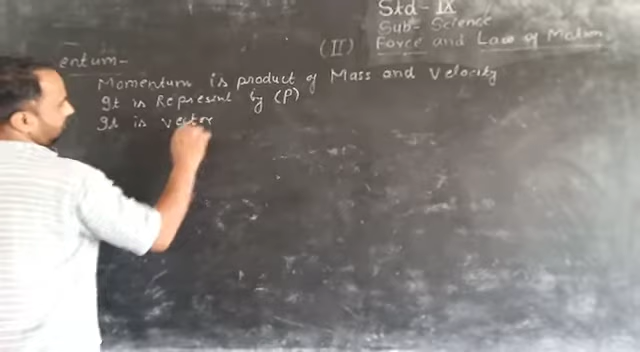 Std - IX
Sub - Science
(II) Force and Law of Motion
entum -
Momentum is product of Mass and Velocity
It is Represent by (P)
It is vector